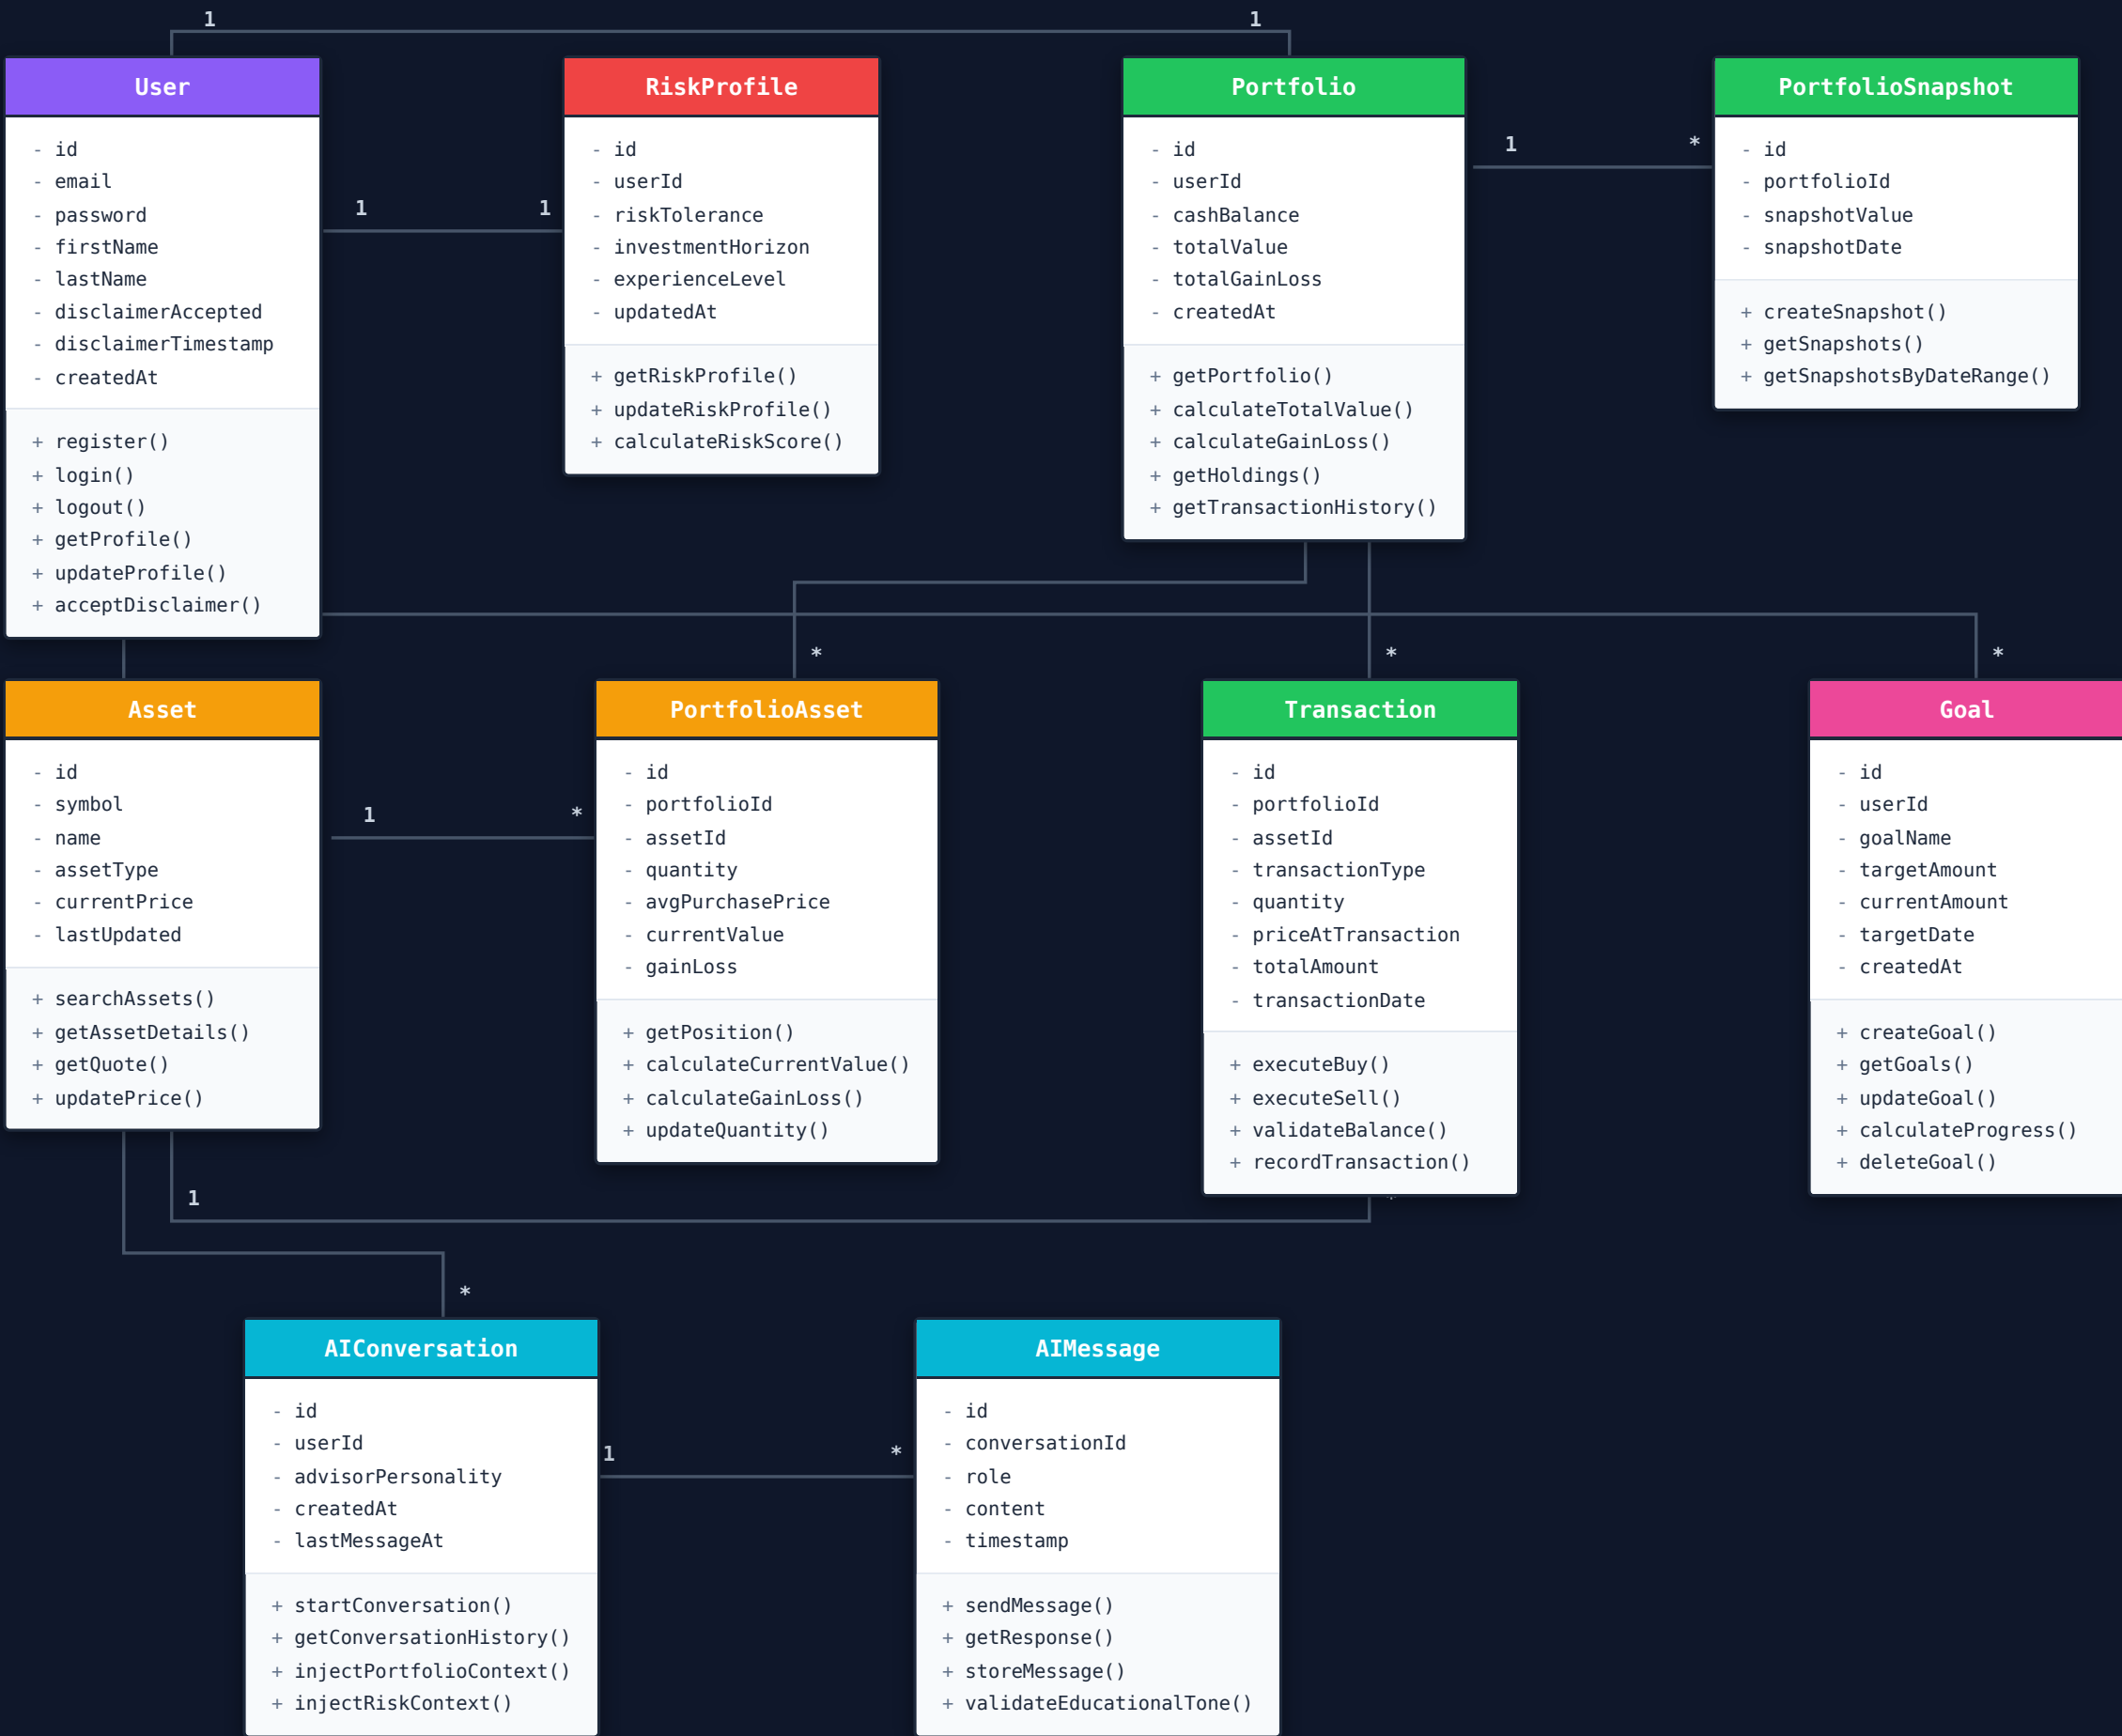 1
1
User
- id
- email
- password
- firstName
- lastName
- disclaimerAccepted
- disclaimerTimestamp
- createdAt
+ register()
+ login()
+ logout()
+ getProfile()
+ updateProfile()
+ acceptDisclaimer()
1
1
RiskProfile
- id
- userId
- riskTolerance
- investmentHorizon
- experienceLevel
- updatedAt
+ getRiskProfile()
+ updateRiskProfile()
+ calculateRiskScore()
Portfolio
- id
- userId
- cashBalance
- totalValue
- totalGainLoss
- createdAt
+ getPortfolio()
+ calculateTotalValue()
+ calculateGainLoss()
+ getHoldings()
+ getTransactionHistory()
1
*
PortfolioSnapshot
- id
- portfolioId
- snapshotValue
- snapshotDate
+ createSnapshot()
+ getSnapshots()
+ getSnapshotsByDateRange()
*
*
*
Asset
- id
- symbol
- name
- assetType
- currentPrice
- lastUpdated
+ searchAssets()
+ getAssetDetails()
+ getQuote()
+ updatePrice()
1
*
PortfolioAsset
- id
- portfolioId
- assetId
- quantity
- avgPurchasePrice
- currentValue
- gainLoss
+ getPosition()
+ calculateCurrentValue()
+ calculateGainLoss()
+ updateQuantity()
Transaction
- id
- portfolioId
- assetId
- transactionType
- quantity
- priceAtTransaction
- totalAmount
- transactionDate
+ executeBuy()
+ executeSell()
+ validateBalance()
+ recordTransaction()
Goal
- id
- userId
- goalName
- targetAmount
- currentAmount
- targetDate
- createdAt
+ createGoal()
+ getGoals()
+ updateGoal()
+ calculateProgress()
+ deleteGoal()
1
*
AIConversation
- id
- userId
- advisorPersonality
- createdAt
- lastMessageAt
+ startConversation()
+ getConversationHistory()
+ injectPortfolioContext()
+ injectRiskContext()
1
*
AIMessage
- id
- conversationId
- role
- content
- timestamp
+ sendMessage()
+ getResponse()
+ storeMessage()
+ validateEducationalTone()